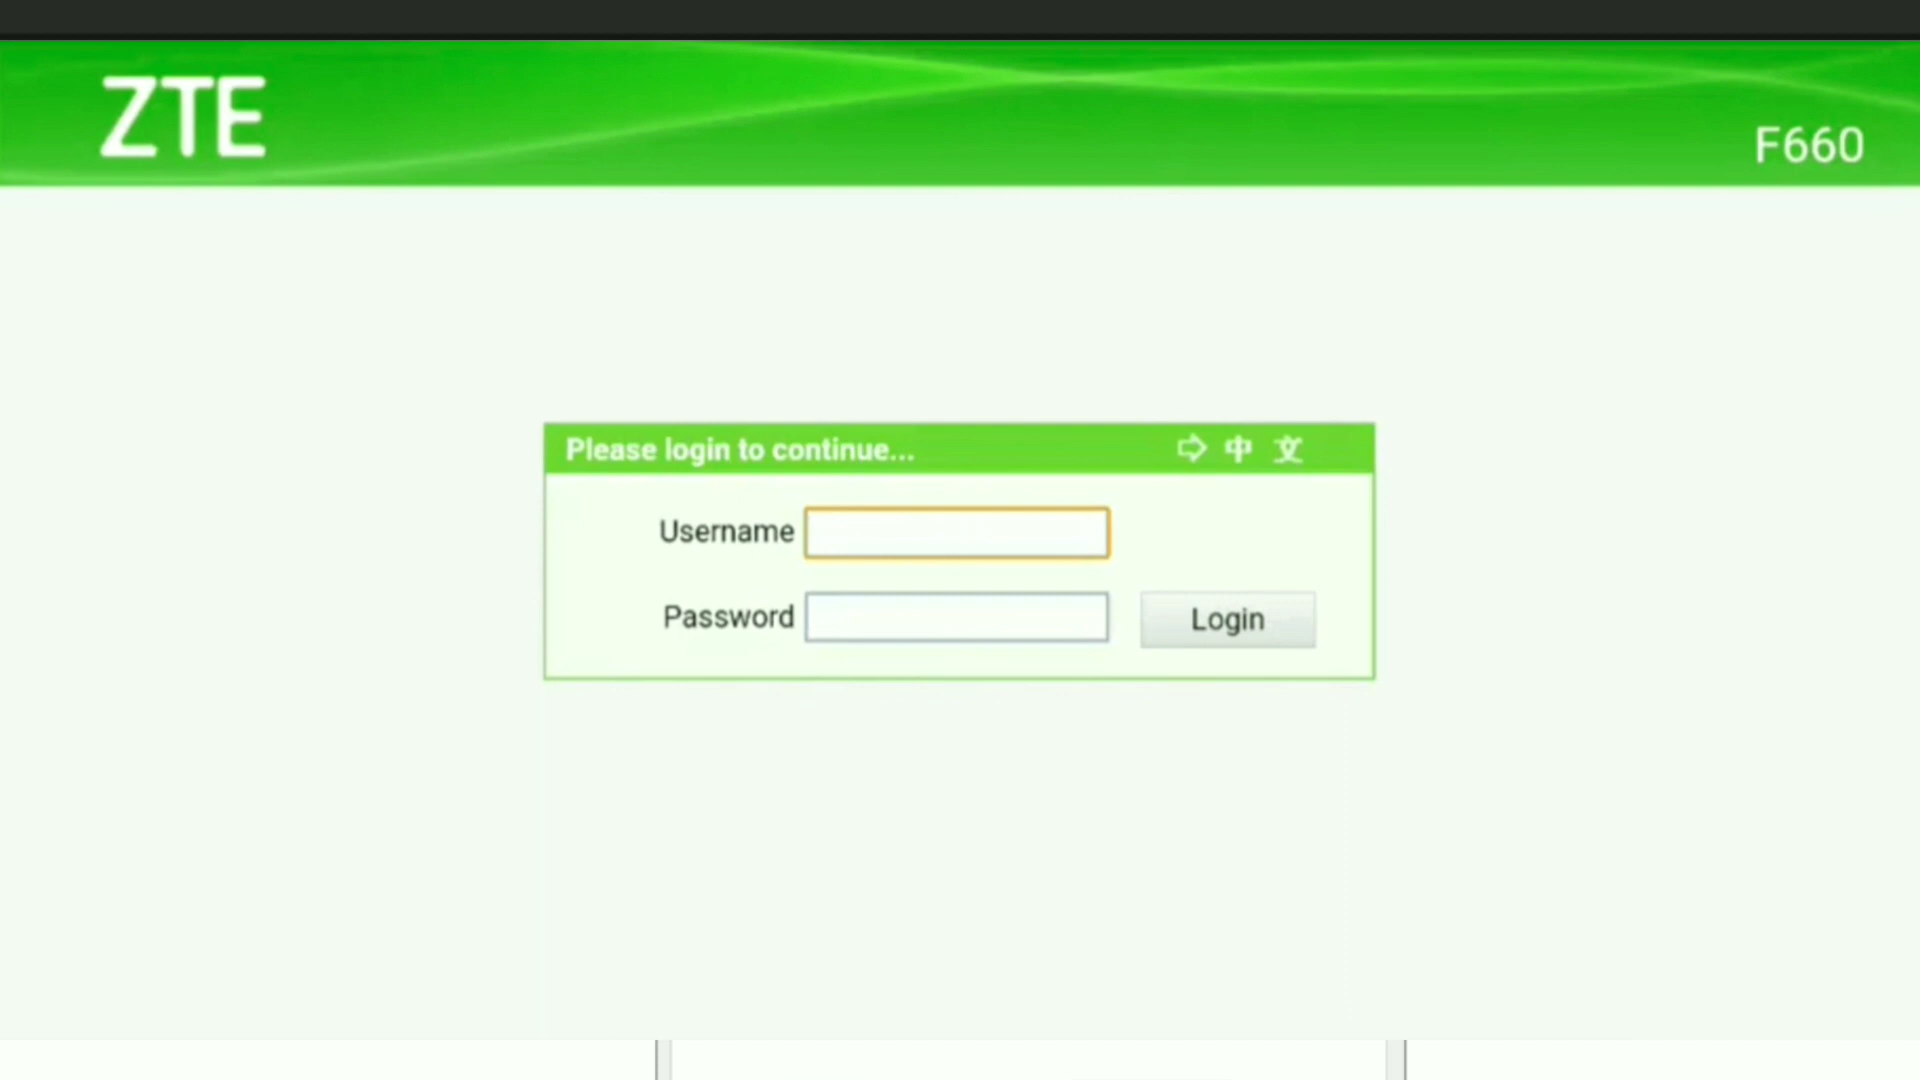 ZTE
F660
Please login to continue...
⇨ 中 文
Username
Password
Login